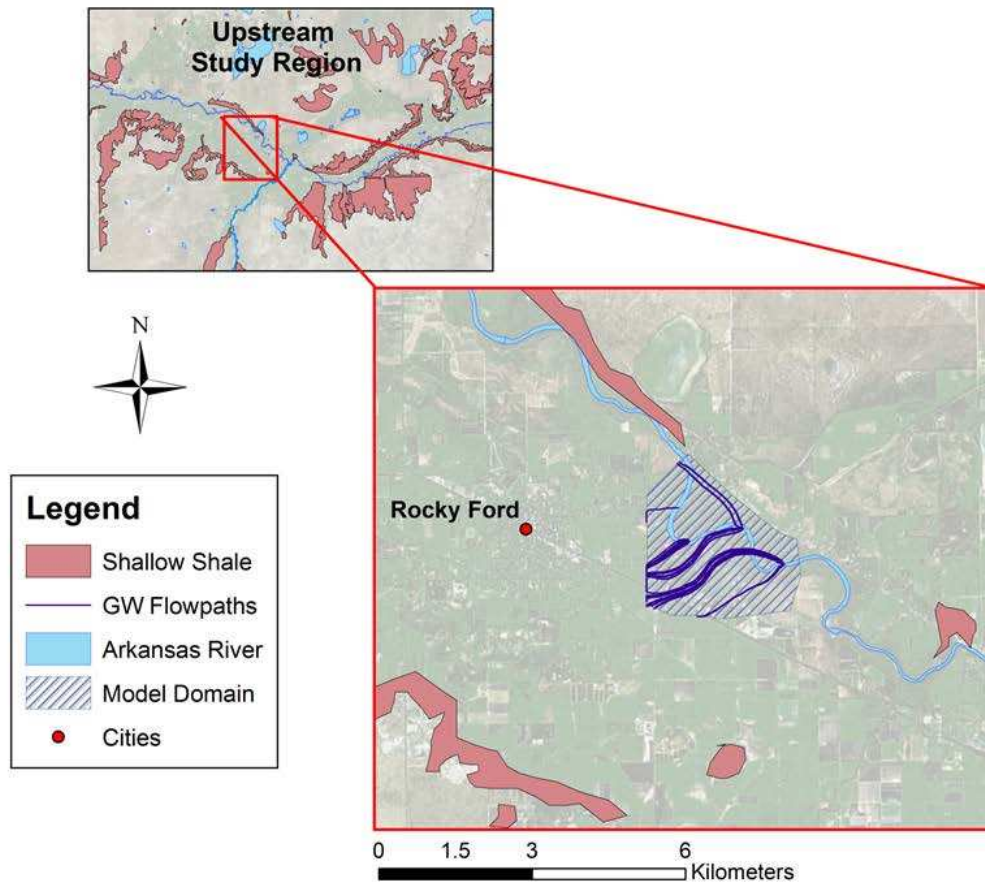 Upstream
Study Region
N
Rocky Ford
Legend
Shallow Shale
GW Flowpaths
Arkansas River
Model Domain
Cities
0 1.5 3 6
Kilometers